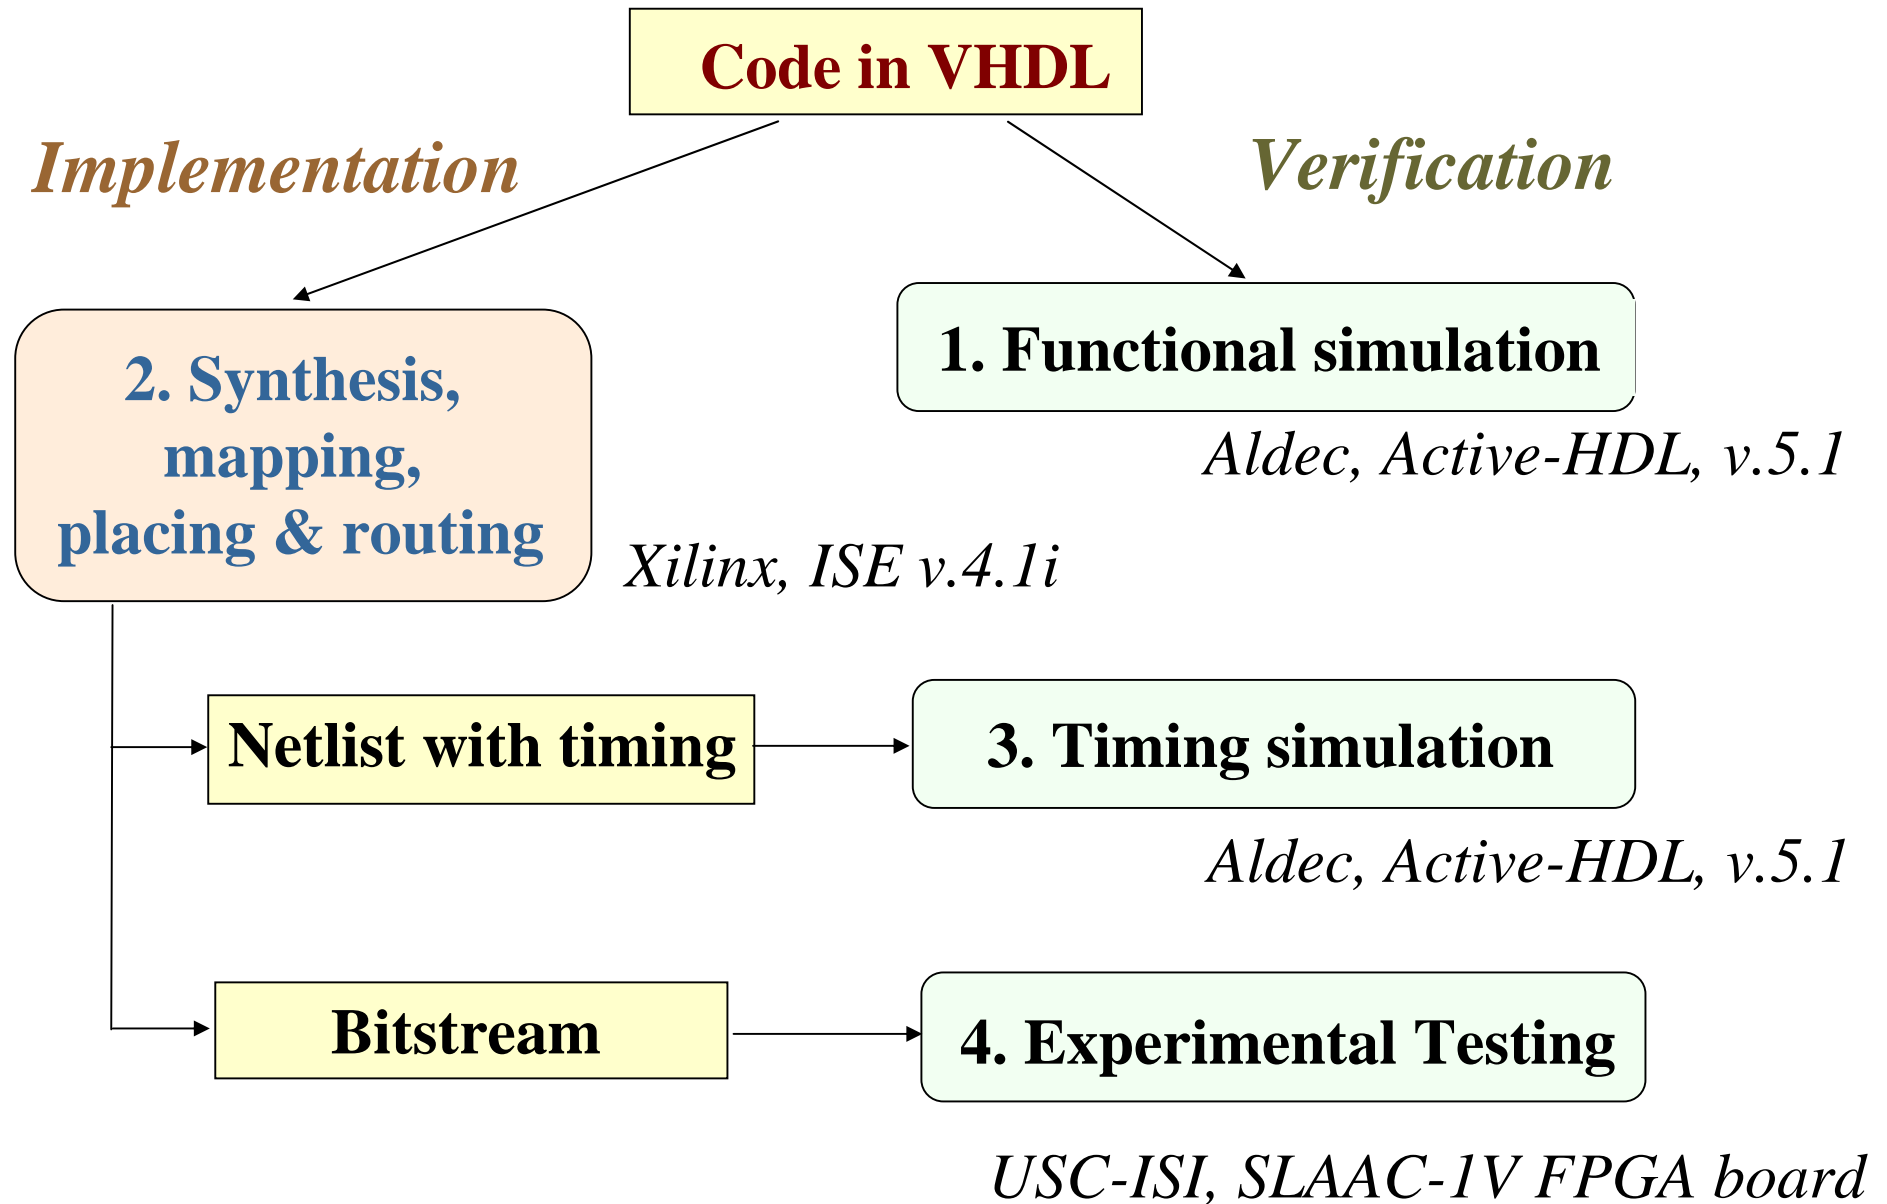 Code in VHDL
Implementation
Verification
1. Functional simulation
Aldec, Active-HDL, v.5.1
2. Synthesis,
mapping,
placing & routing
Xilinx, ISE v.4.1i
Netlist with timing
3. Timing simulation
Aldec, Active-HDL, v.5.1
Bitstream
4. Experimental Testing
USC-ISI, SLAAC-1V FPGA board